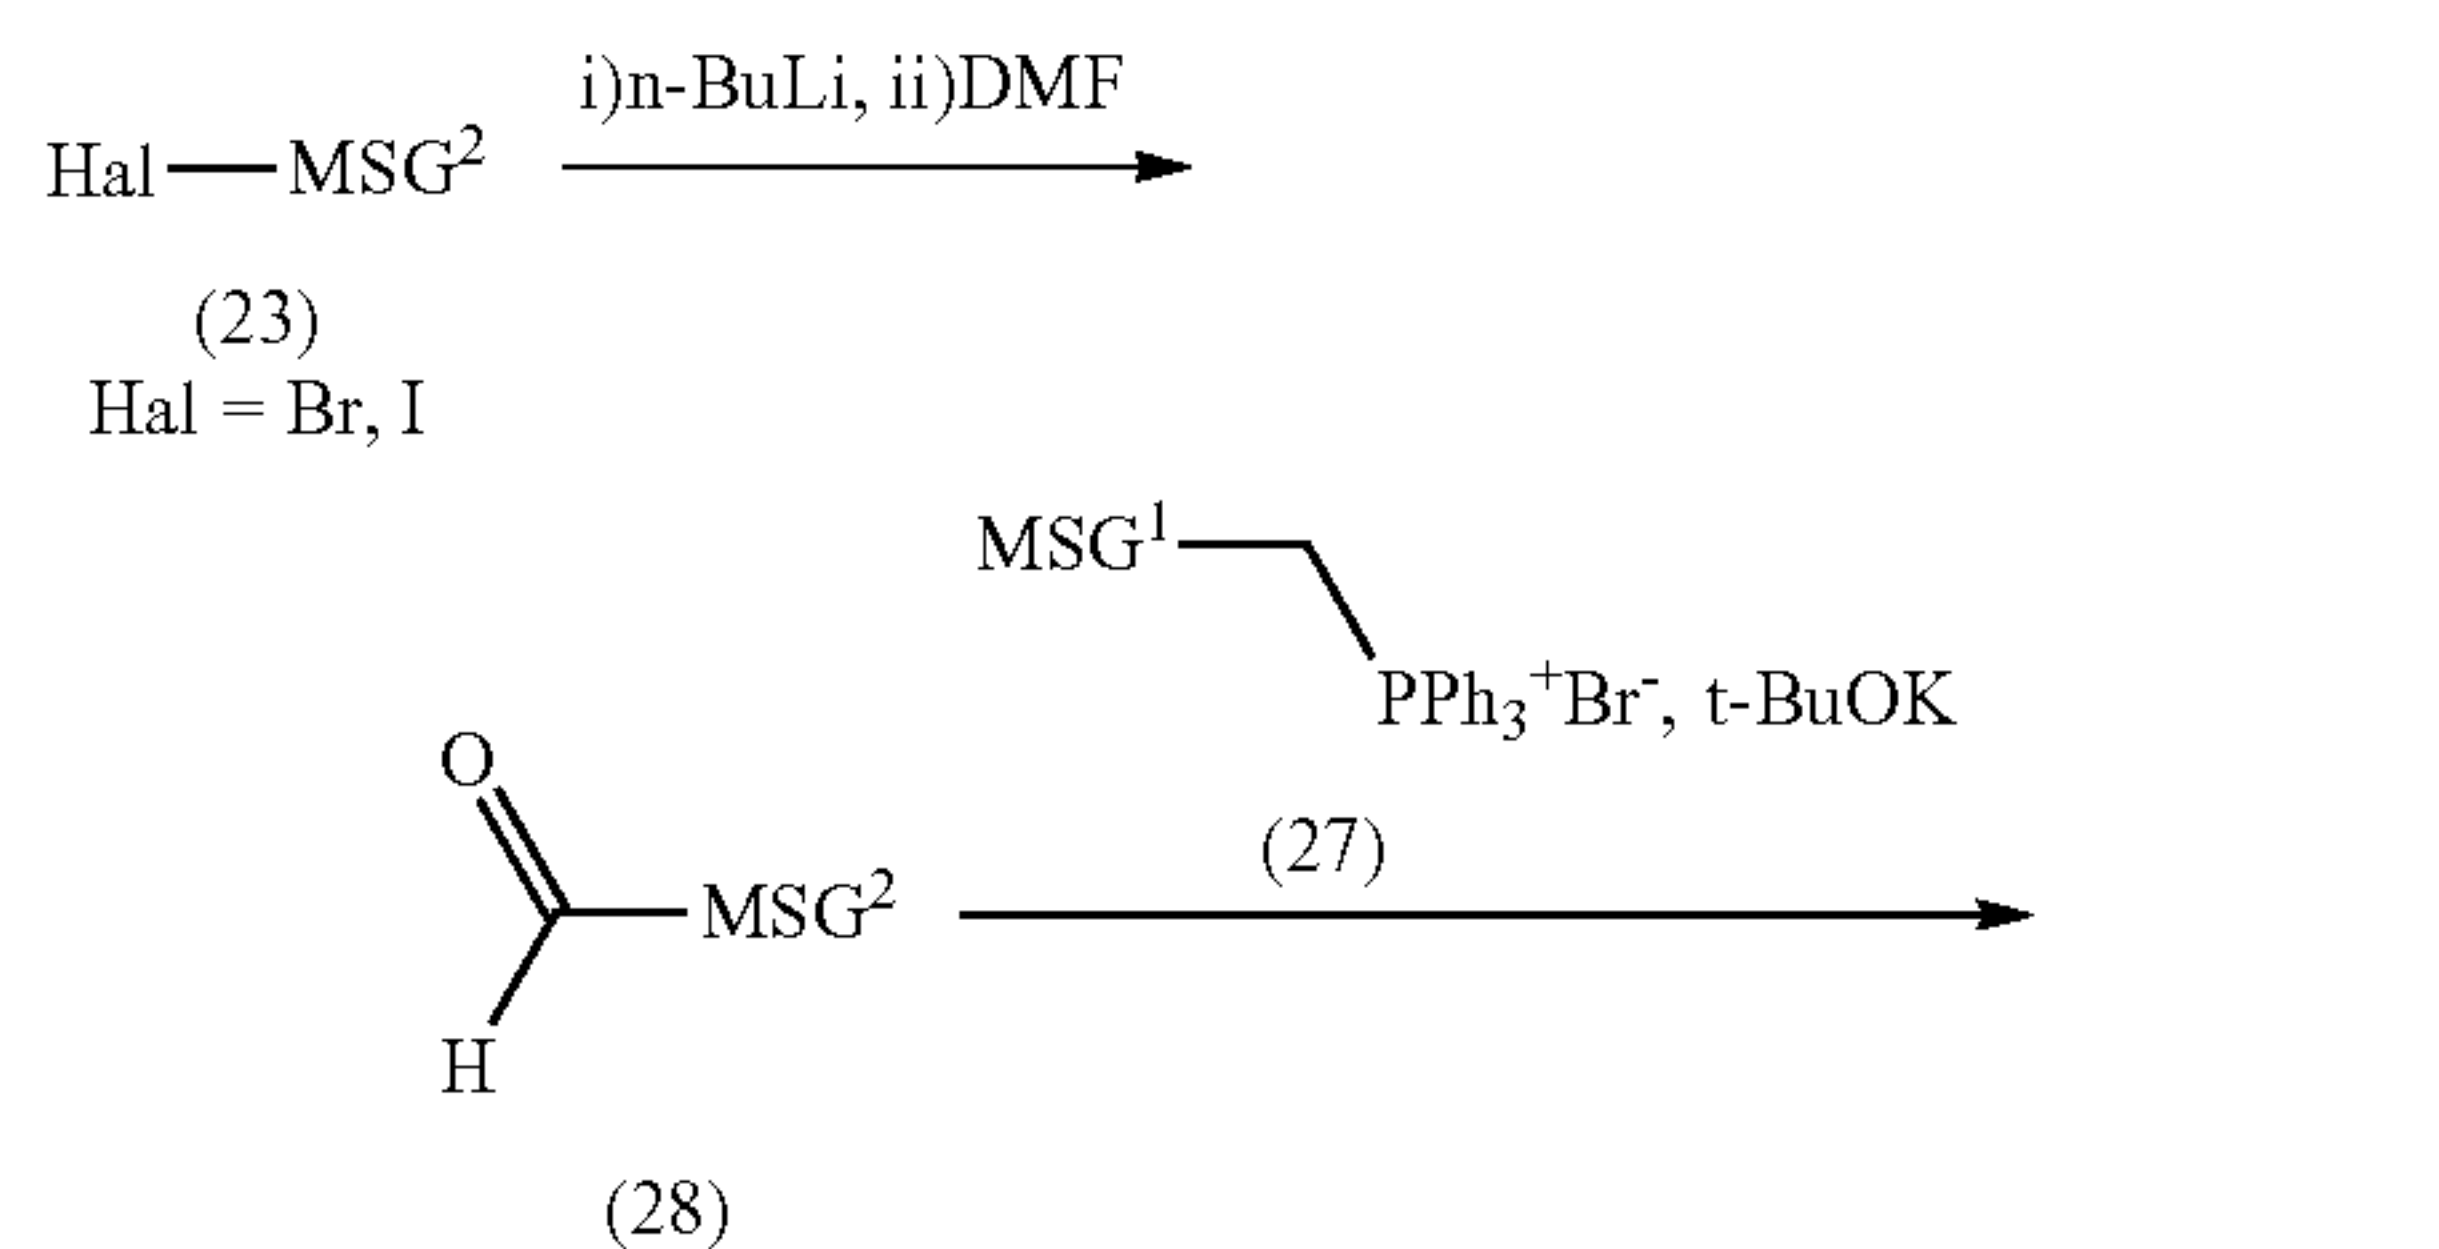 i)n-BuLi, ii)DMF
Hal—MSG²
(23)
Hal = Br, I
MSG¹
PPh₃⁺Br⁻, t-BuOK
(27)
O
MSG²
H
(28)